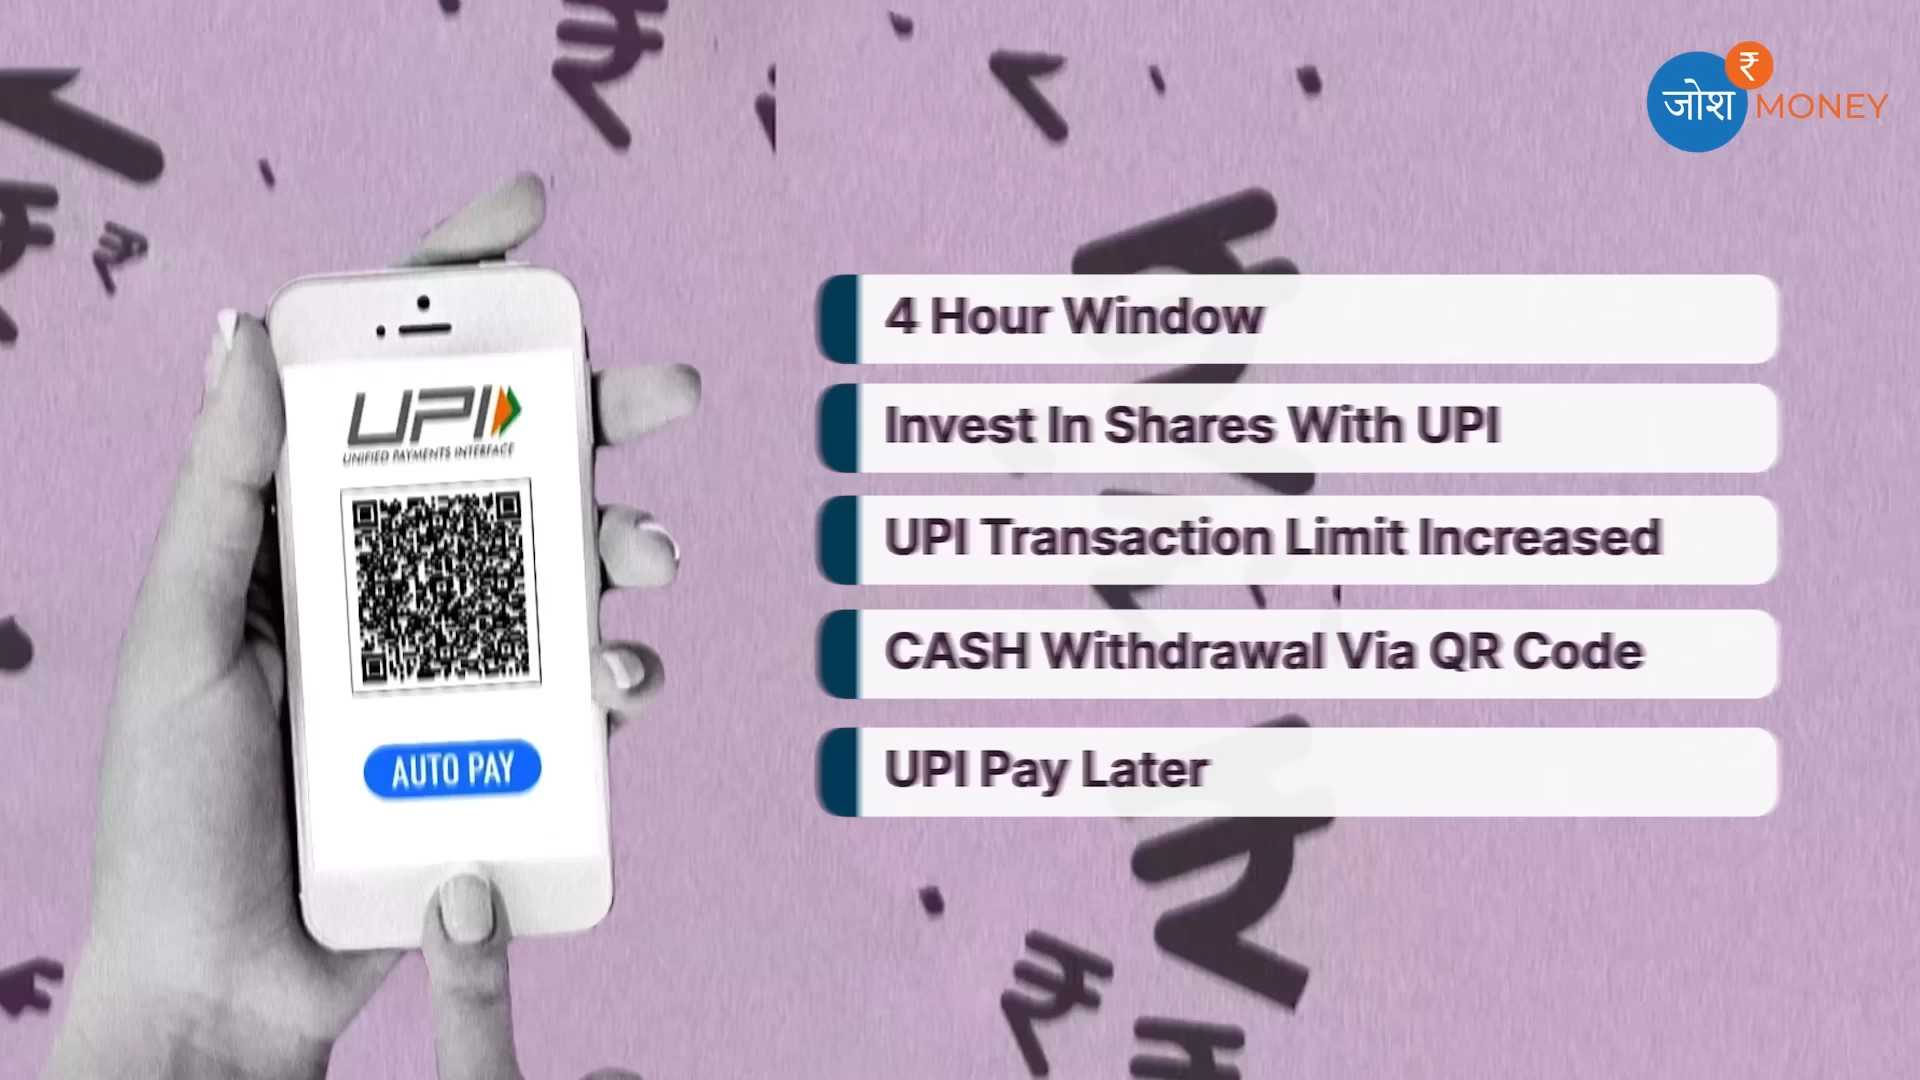 जोश ₹ MONEY
UPI
UNIFIED PAYMENTS INTERFACE
AUTO PAY
4 Hour Window
Invest In Shares With UPI
UPI Transaction Limit Increased
CASH Withdrawal Via QR Code
UPI Pay Later